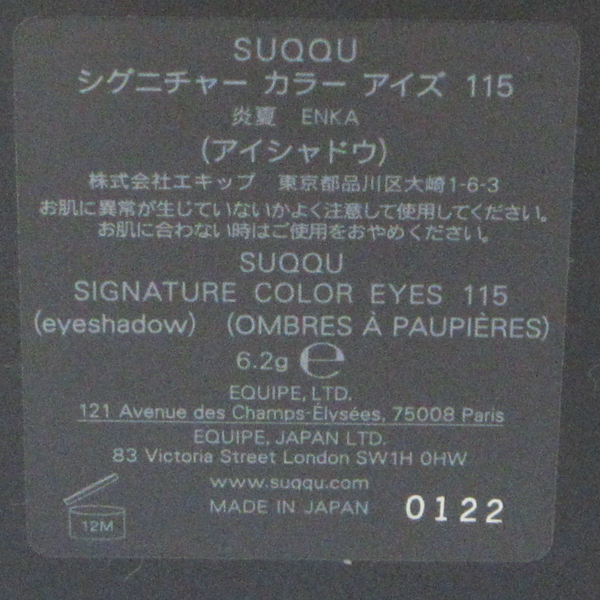 SUQQU
シグニチャー カラー アイズ 115
炎夏 ENKA
(アイシャドウ)
株式会社エキップ 東京都品川区大崎1-6-3
お肌に異常が生じていないかよく注意して使用してください。
お肌に合わない時はご使用をおやめください。
SUQQU
SIGNATURE COLOR EYES 115
(eyeshadow) (OMBRES À PAUPIÈRES)
6.2g ℮
EQUIPE, LTD.
121 Avenue des Champs-Élysées, 75008 Paris
EQUIPE, JAPAN LTD.
83 Victoria Street London SW1H 0HW
www.suqqu.com
MADE IN JAPAN 0122
12M